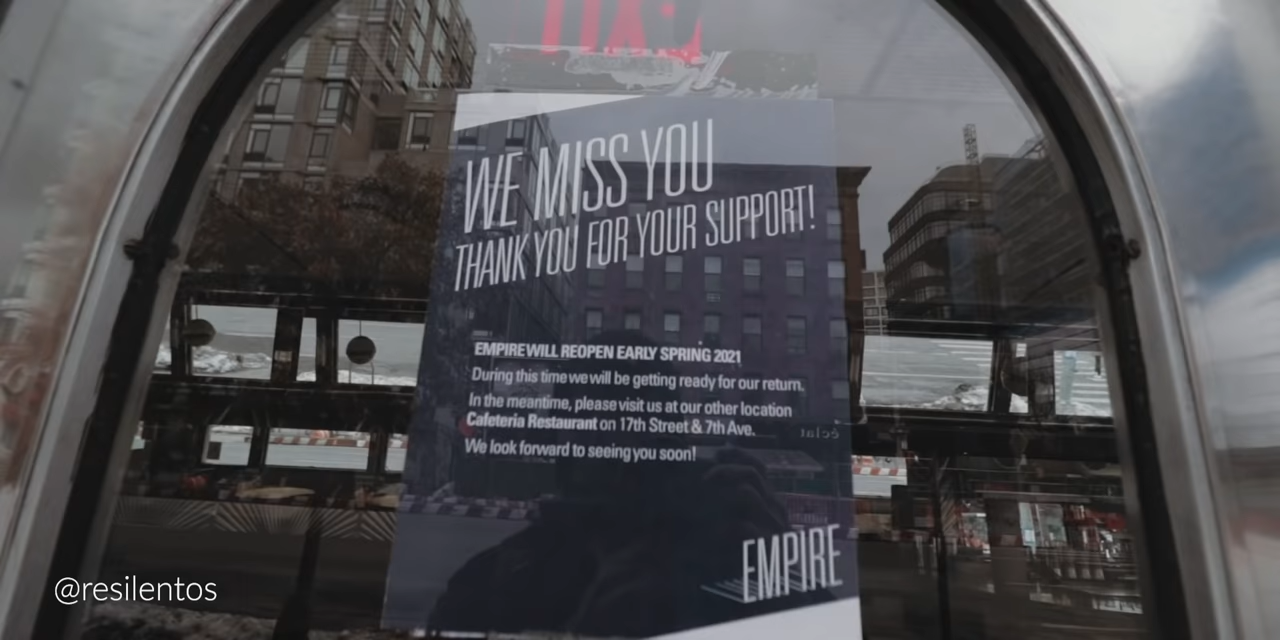 WE MISS YOU
THANK YOU FOR YOUR SUPPORT!
EMPIRE WILL REOPEN EARLY SPRING 2021
During this time we will be getting ready for our return.
In the meantime, please visit us at our other location
Cafeteria Restaurant on 17th Street & 7th Ave.
We look forward to seeing you soon!
éclat
EMPIRE
@resilentos